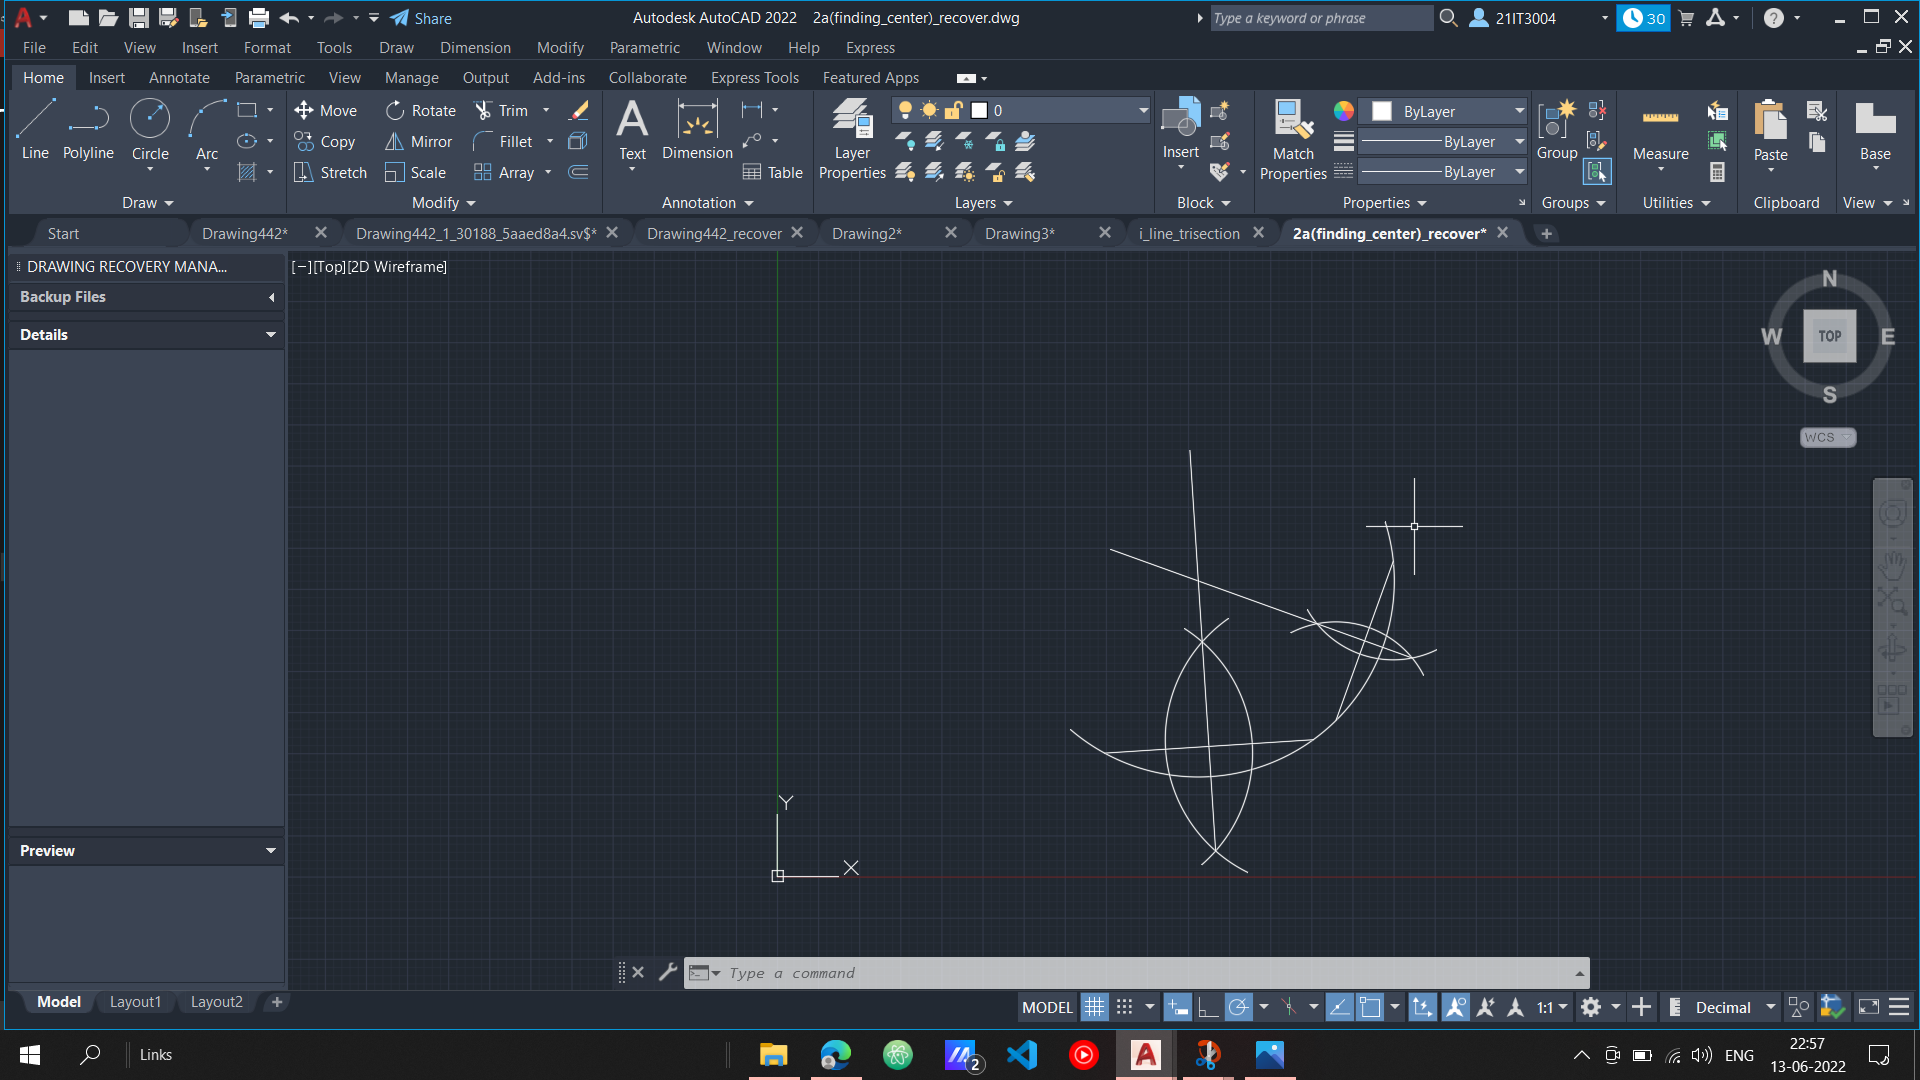 Share
Autodesk AutoCAD 2022 2a(finding_center)_recover.dwg
Type a keyword or phrase
21IT3004
30
File Edit View Insert Format Tools Draw Dimension Modify Parametric Window Help Express
Home Insert Annotate Parametric View Manage Output Add-ins Collaborate Express Tools Featured Apps
Line Polyline Circle Arc
Move Rotate Trim
Copy Mirror Fillet
Stretch Scale Array
Text Dimension Table
Layer Properties
0
Insert
Match Properties
ByLayer
ByLayer
ByLayer
Group
Measure
Paste
Base
Draw Modify Annotation Layers Block Properties Groups Utilities Clipboard View
Start Drawing442* Drawing442_1_30188_5aaed8a4.sv$* Drawing442_recover Drawing2* Drawing3* i_line_trisection 2a(finding_center)_recover*
DRAWING RECOVERY MANA...
[−][Top][2D Wireframe]
Backup Files
Details
N
W TOP E
S
WCS
Y
X
Preview
Type a command
Model Layout1 Layout2
MODEL 1:1 Decimal
Links
2
ENG
22:57
13-06-2022